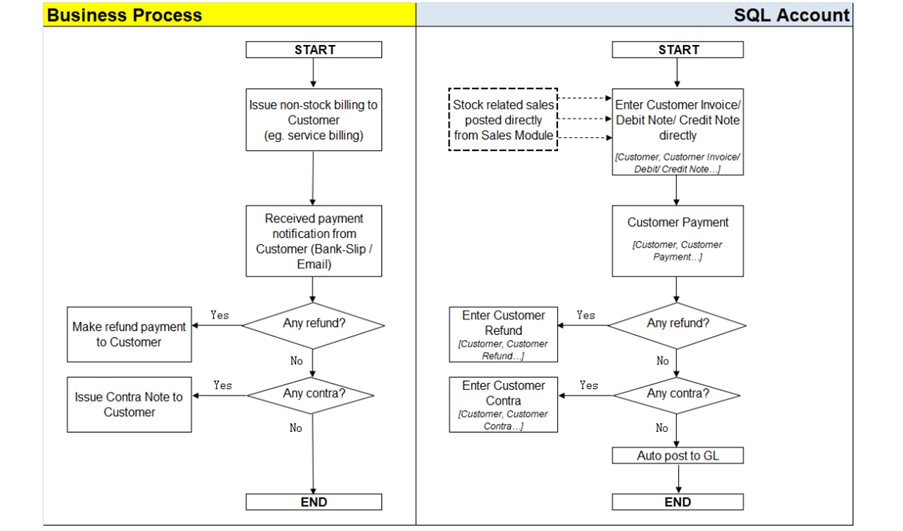 Business Process
SQL Account
START
Issue non-stock billing to
Customer
(eg. service billing)
Received payment
notification from
Customer (Bank-Slip /
Email)
Any refund?
Yes
Make refund payment
to Customer
No
Any contra?
Yes
Issue Contra Note to
Customer
No
END
START
Stock related sales
posted directly
from Sales Module
Enter Customer Invoice/
Debit Note/ Credit Note
directly
[Customer, Customer Invoice/
Debit/ Credit Note…]
Customer Payment
[Customer, Customer
Payment…]
Any refund?
Yes
Enter Customer
Refund
[Customer, Customer
Refund…]
No
Any contra?
Yes
Enter Customer
Contra
[Customer, Customer
Contra…]
No
Auto post to GL
END